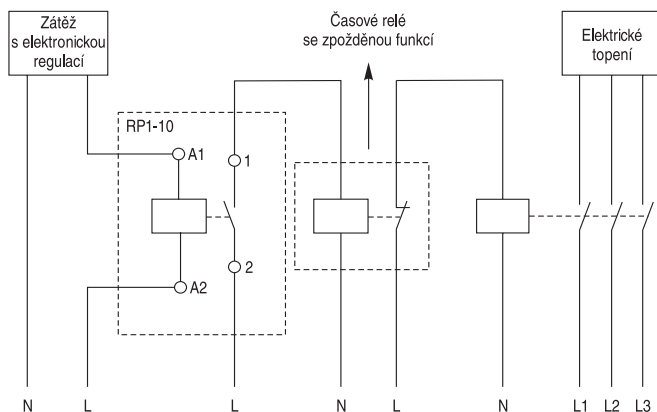 Zátěž
s elektronickou
regulací
Časové relé
se zpožděnou funkcí
Elektrické
topení
RP1-10
A1
1
2
A2
N L L N L N L1 L2 L3